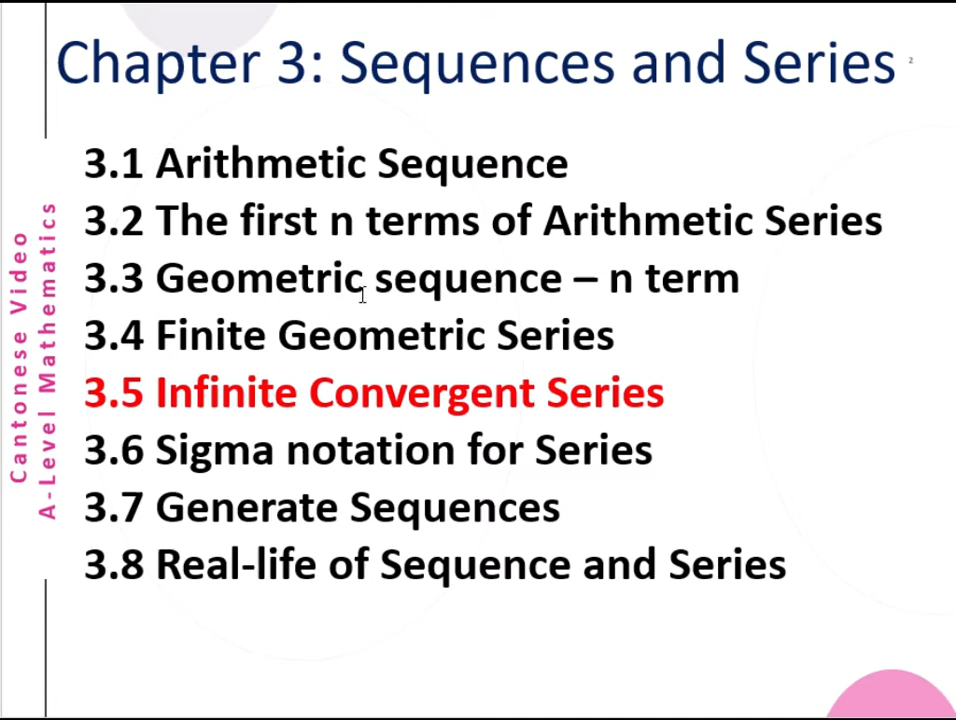 Chapter 3: Sequences and Series
2
3.1 Arithmetic Sequence
3.2 The first n terms of Arithmetic Series
3.3 Geometric sequence – n term
3.4 Finite Geometric Series
3.5 Infinite Convergent Series
3.6 Sigma notation for Series
3.7 Generate Sequences
3.8 Real-life of Sequence and Series
Cantonese Video
A-Level Mathematics